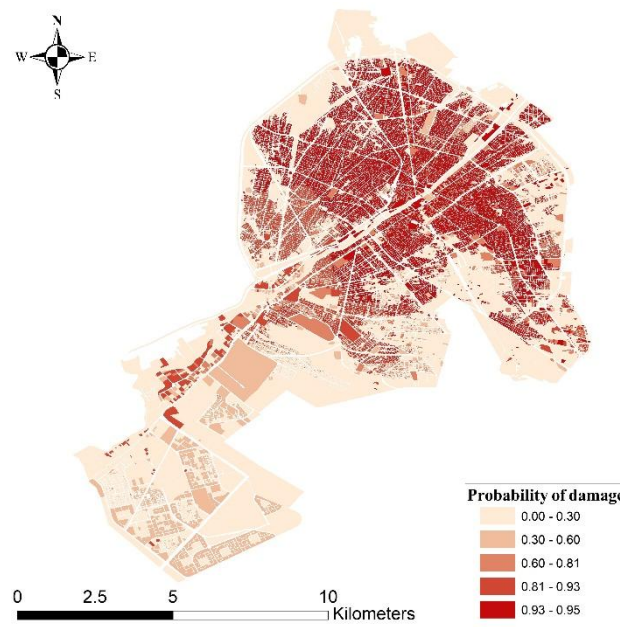 N
W E
S
Probability of damage
0.00 - 0.30
0.30 - 0.60
0.60 - 0.81
0.81 - 0.93
0.93 - 0.95
0 2.5 5 10
Kilometers